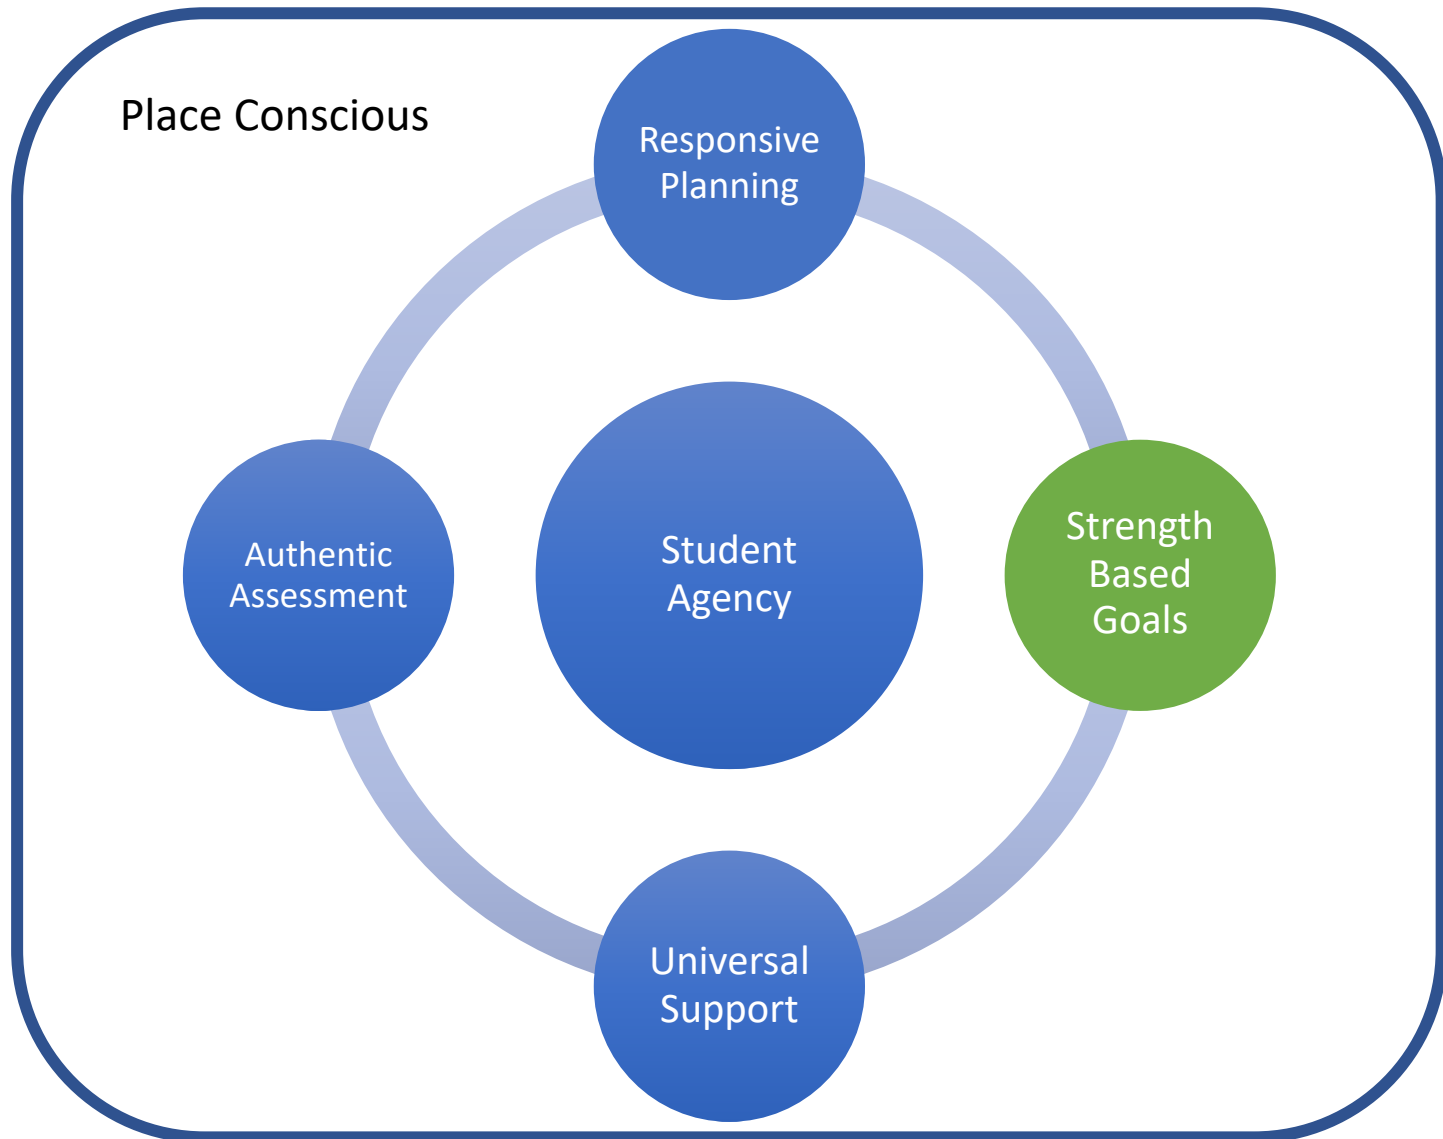 Place Conscious
Responsive
Planning
Authentic
Assessment
Student
Agency
Strength
Based
Goals
Universal
Support